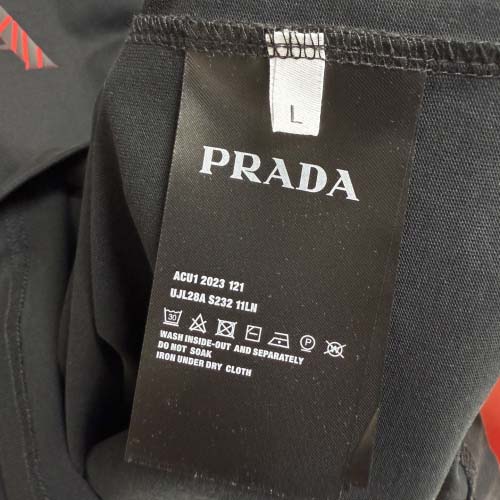 L
PRADA
ACU1 2023 121
UJL28A S232 11LN
30
P
W
WASH INSIDE-OUT AND SEPARATELY
DO NOT SOAK
IRON UNDER DRY CLOTH